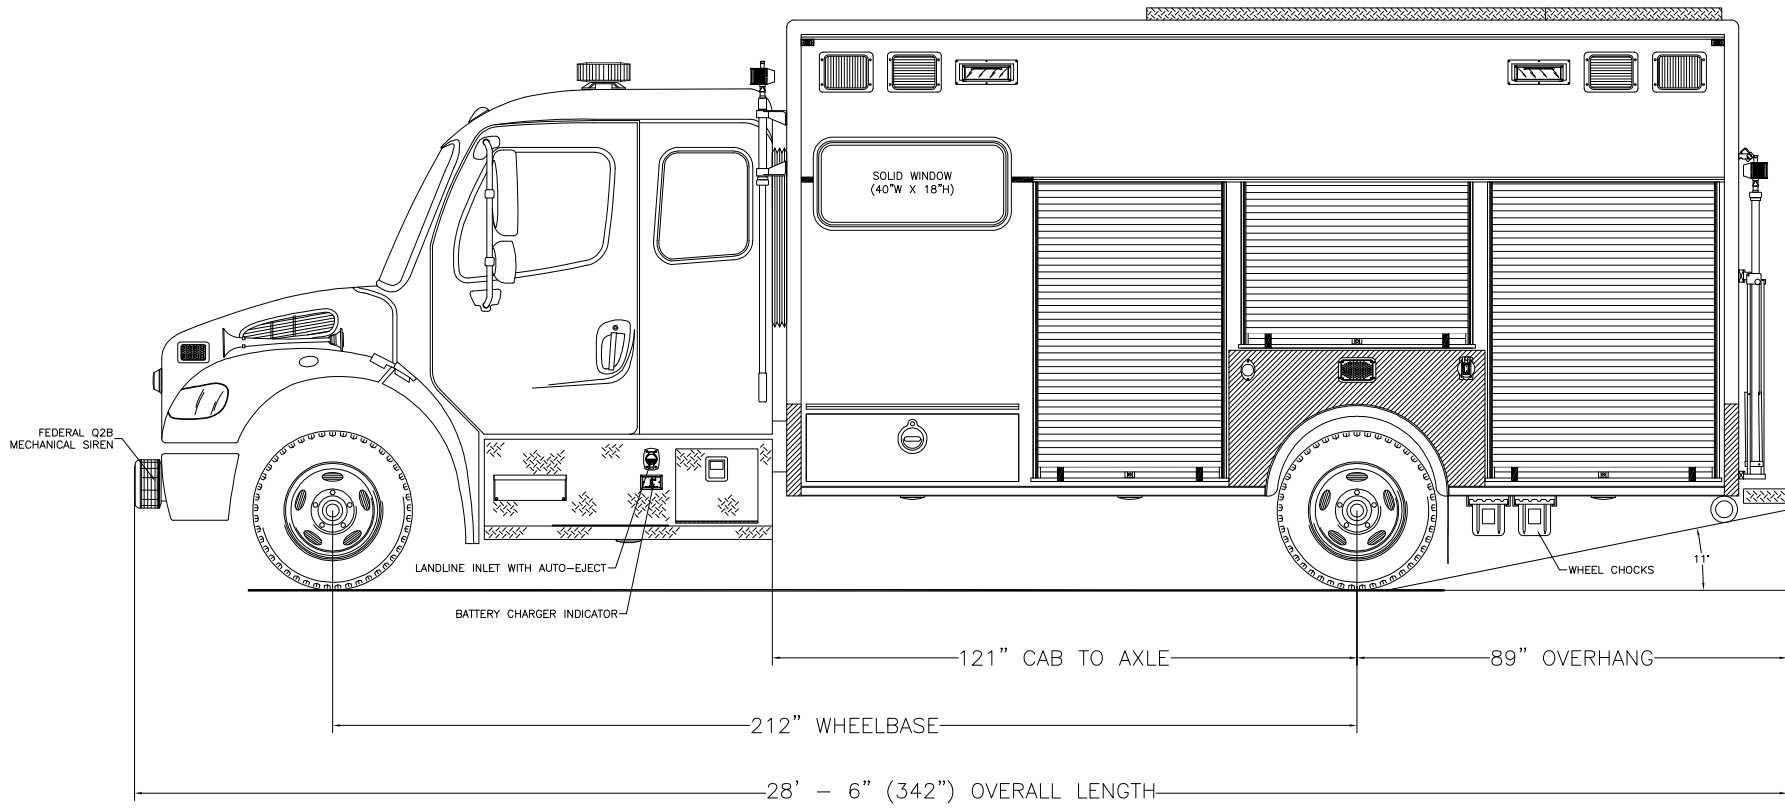 SOLID WINDOW
(40"W X 18"H)
FEDERAL Q2B
MECHANICAL SIREN
LANDLINE INLET WITH AUTO-EJECT
BATTERY CHARGER INDICATOR
WHEEL CHOCKS
11°
121" CAB TO AXLE
89" OVERHANG
212" WHEELBASE
28' - 6" (342") OVERALL LENGTH